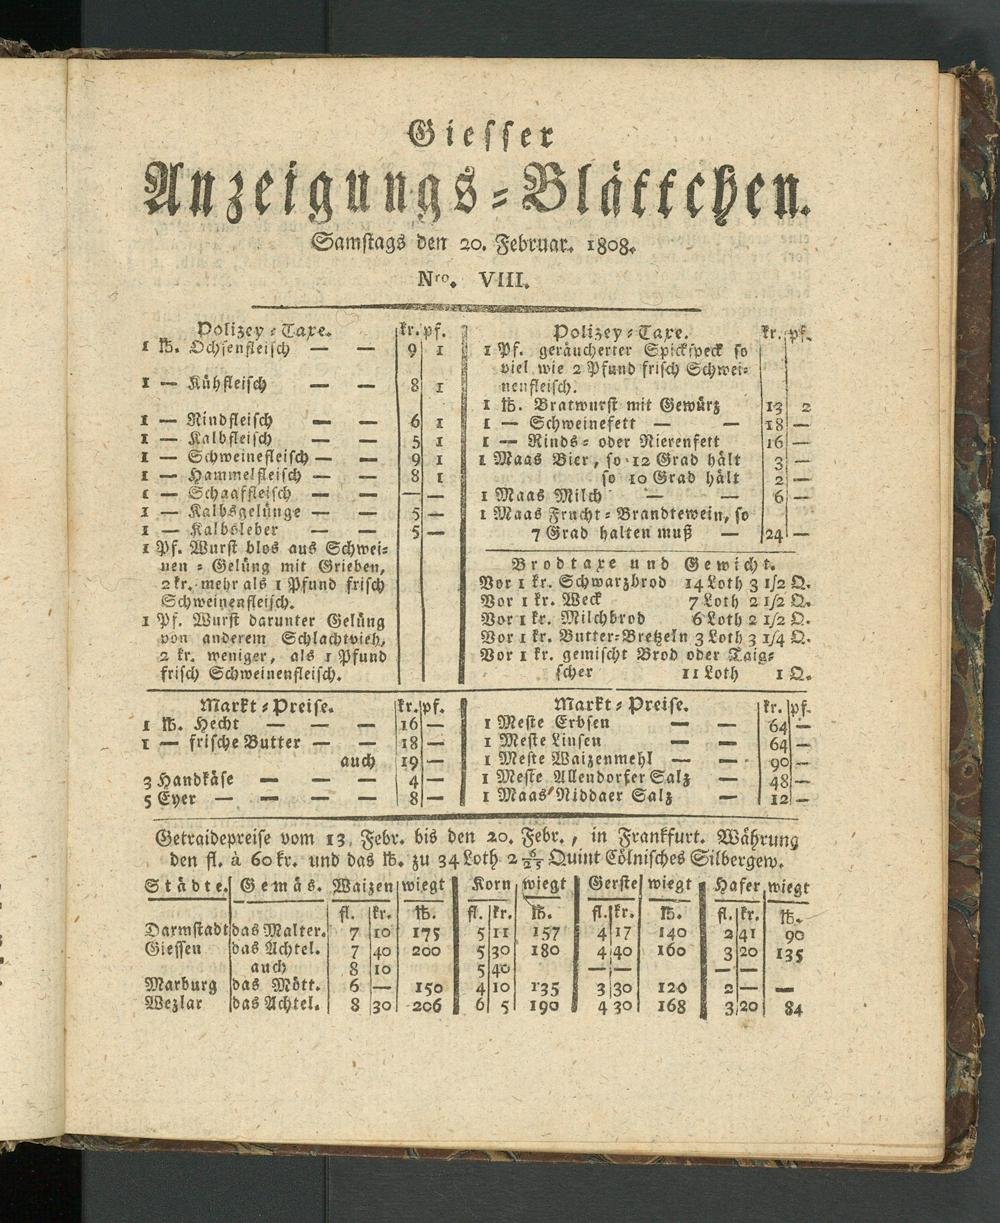 Giesser
Anzeigungs-Blättchen.
Samstags den 20. Februar. 1808.
Nro. VIII.
Polizey-Taxe. kr. pf.
1 ℔. Ochsenfleisch — — 9 1
1 — Kühfleisch — — 8 1
1 — Rindfleisch — — 6 1
1 — Kalbfleisch — — 5 1
1 — Schweinefleisch — — 9 1
1 — Hammelfleisch — — 8 1
1 — Schaaffleisch — — — —
1 — Kalbsgelünge — — 5 —
1 — Kalbsleber — — 5 —
1 Pf. Wurst blos aus Schwei-
nen-Gelüng mit Grieben,
2 kr. mehr als 1 Pfund frisch
Schweinenfleisch.
1 Pf. Wurst darunter Gelüng
von anderem Schlachtvieh,
2 kr. weniger, als 1 Pfund
frisch Schweinenfleisch.
Polizey-Taxe. kr. pf.
1 Pf. geräucherter Spickspeck so
viel wie 2 Pfund frisch Schwei-
nenfleisch.
1 ℔. Bratwurst mit Gewürz 13 2
1 — Schweinefett — — 18 —
1 — Rinds- oder Nierenfett 16 —
1 Maas Bier, so 12 Grad hält 3 —
so 10 Grad hält 2 —
1 Maas Milch — — 6 —
1 Maas Frucht-Brandtewein, so
7 Grad halten muß — 24 —
Brodtaxe und Gewicht.
Vor 1 kr. Schwarzbrod 14 Loth 3 1/2 Q.
Vor 1 kr. Weck 7 Loth 2 1/2 Q.
Vor 1 kr. Milchbrod 6 Loth 2 1/2 Q.
Vor 1 kr. Butter-Bretzeln 3 Loth 3 1/4 Q.
Vor 1 kr. gemischt Brod oder Taig-
scher 11 Loth 1 Q.
Markt-Preise. kr. pf.
1 ℔. Hecht — — — 16 —
1 — frische Butter — — 18 —
auch 19 —
3 Handkäse — — — 4 —
5 Eyer — — — — 8 —
Markt-Preise. kr. pf.
1 Meste Erbsen — — 64 —
1 Meste Linsen — — 64 —
1 Meste Waizenmehl — — 90 —
1 Meste Allendorfer Salz — 48 —
1 Maas Niddaer Salz — 12 —
Getraidepreise vom 13. Febr. bis den 20. Febr., in Frankfurt. Währung
den fl. à 60 kr. und das ℔. zu 34 Loth 2 6/25 Quint Cölnisches Silbergew.
Städte. Gemäs. Waizen wiegt Korn wiegt Gerste wiegt Hafer wiegt
fl. kr. ℔. fl. kr. ℔. fl. kr. ℔. fl. kr. ℔.
Darmstadt das Malter. 7 10 175 5 11 157 4 17 140 2 41 90
Giessen das Achtel. 7 40 200 5 30 180 4 40 160 3 20 135
auch 8 10 5 40 — — — —
Marburg das Mött. 6 — 150 4 10 135 3 30 120 2 — —
Wezlar das Achtel. 8 30 206 6 5 190 4 30 168 3 20 84